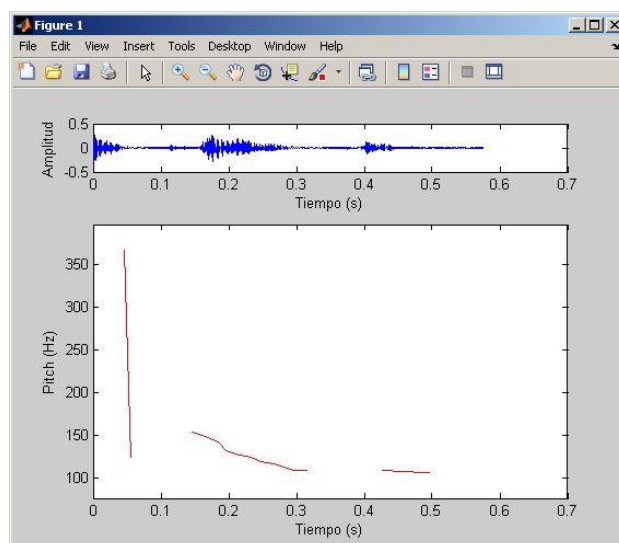 Figure 1
File Edit View Insert Tools Desktop Window Help
0.5
0
-0.5
Amplitud
0 0.1 0.2 0.3 0.4 0.5 0.6 0.7
Tiempo (s)
350
300
250
200
150
100
Pitch (Hz)
0 0.1 0.2 0.3 0.4 0.5 0.6 0.7
Tiempo (s)